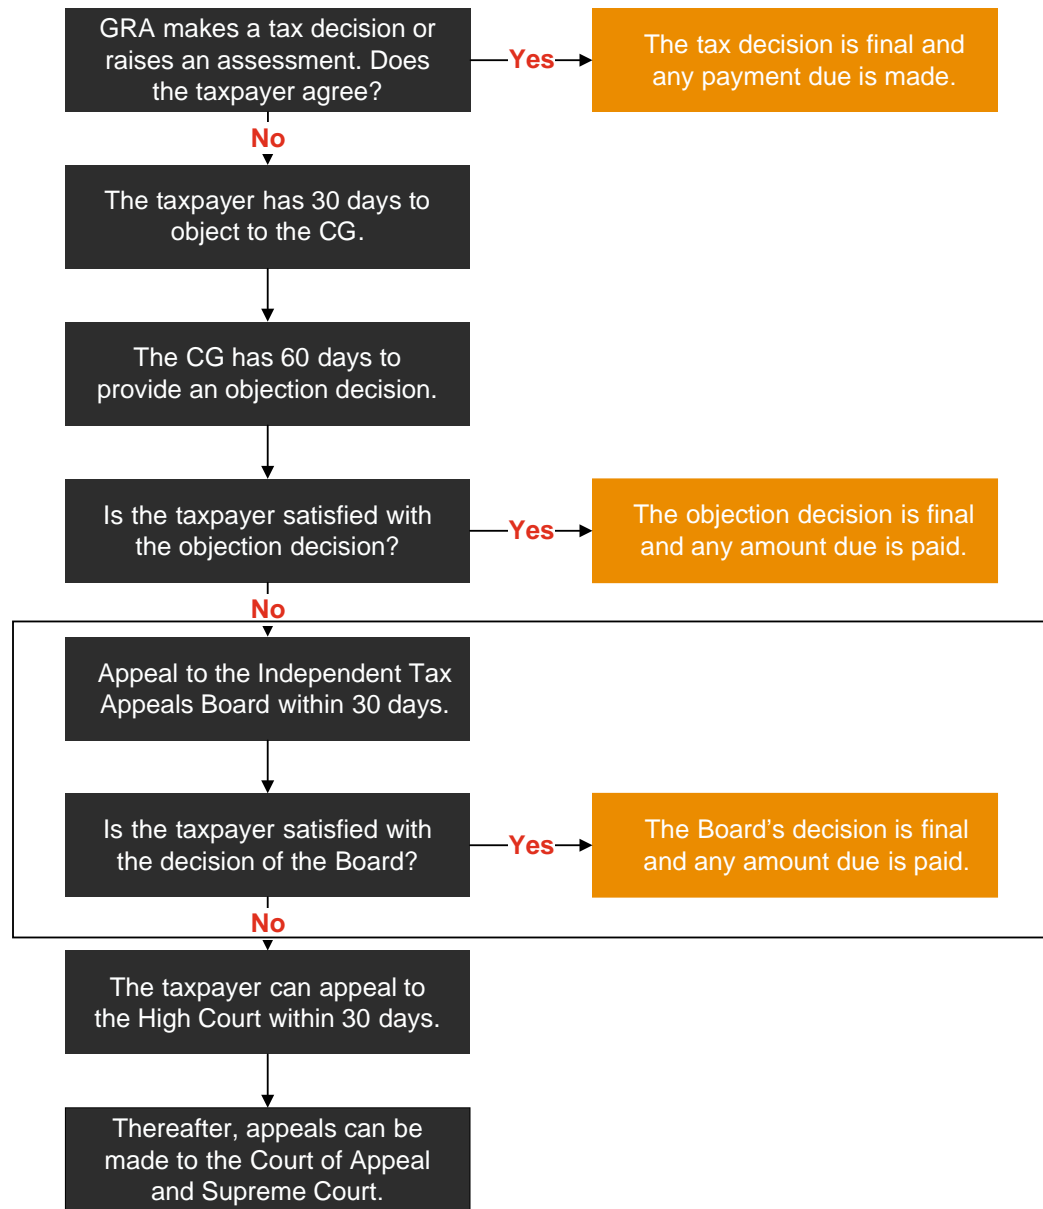 GRA makes a tax decision or
raises an assessment. Does
the taxpayer agree?
Yes
The tax decision is final and
any payment due is made.
No
The taxpayer has 30 days to
object to the CG.
The CG has 60 days to
provide an objection decision.
Is the taxpayer satisfied with
the objection decision?
Yes
The objection decision is final
and any amount due is paid.
No
Appeal to the Independent Tax
Appeals Board within 30 days.
Is the taxpayer satisfied with
the decision of the Board?
Yes
The Board’s decision is final
and any amount due is paid.
No
The taxpayer can appeal to
the High Court within 30 days.
Thereafter, appeals can be
made to the Court of Appeal
and Supreme Court.